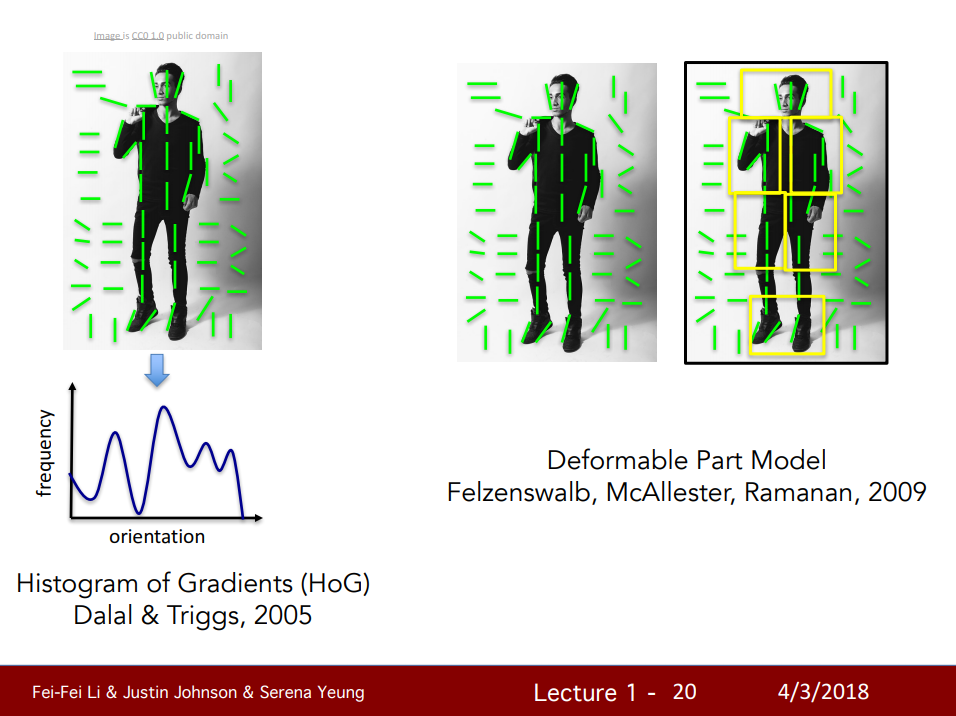 Image is CC0 1.0 public domain
frequency
orientation
Histogram of Gradients (HoG)
Dalal & Triggs, 2005
Deformable Part Model
Felzenswalb, McAllester, Ramanan, 2009
Fei-Fei Li & Justin Johnson & Serena Yeung
Lecture 1 - 20
4/3/2018